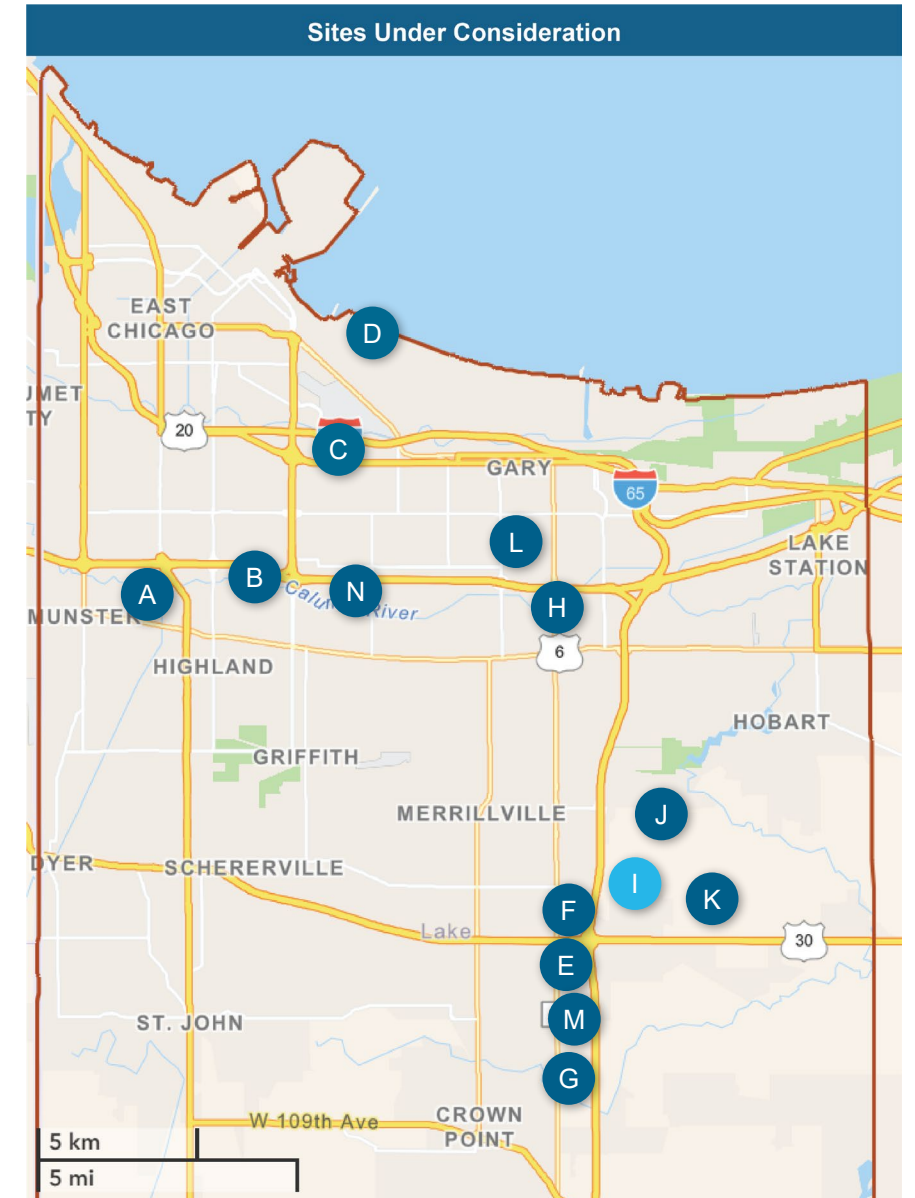 Sites Under Consideration
EAST
CHICAGO
D
UMET
TY
20
C
GARY
65
L
LAKE
STATION
A
B
N
Calumet River
H
MUNSTER
6
HIGHLAND
HOBART
GRIFFITH
MERRILLVILLE
J
DYER
SCHERERVILLE
I
K
F
Lake
30
E
ST. JOHN
M
G
W 109th Ave
CROWN
POINT
5 km
5 mi